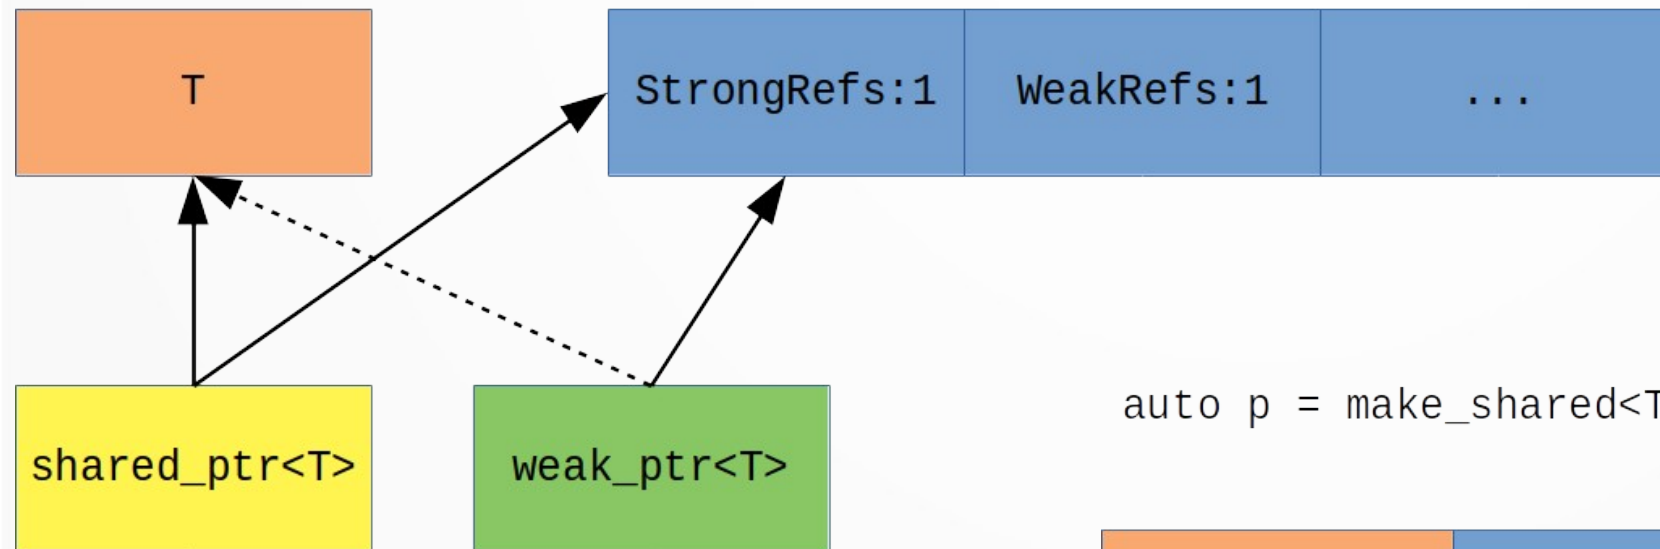 T
StrongRefs:1 WeakRefs:1 ...
auto p = make_shared<T
shared_ptr<T> weak_ptr<T>